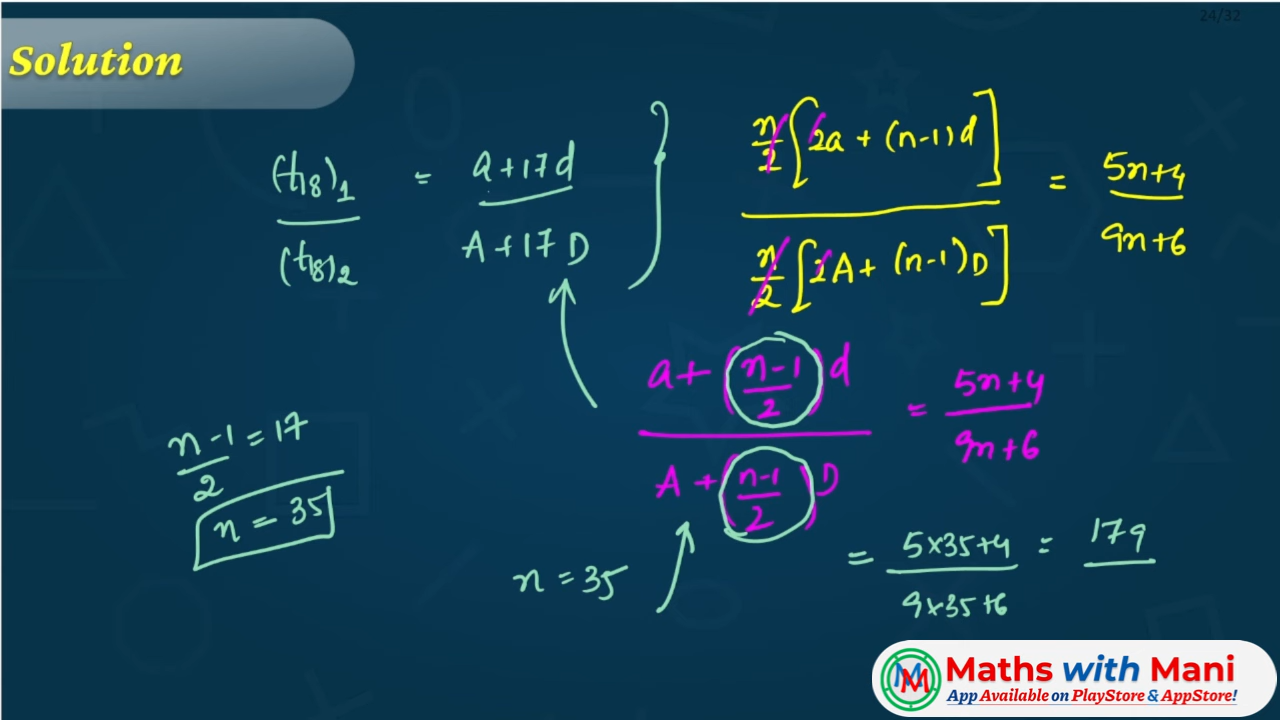 24/32
Solution
(t18)1 / (t18)2 = a+17d / A+17D
n/2 [2a + (n-1)d] / n/2 [2A + (n-1)D] = 5n+4 / 9n+6
a+(n-1/2)d / A+(n-1/2)D = 5n+4 / 9n+6
n-1/2 = 17
n = 35
n = 35
= 5×35+4 / 9×35+6 = 179
Maths with Mani
App Available on PlayStore & AppStore!